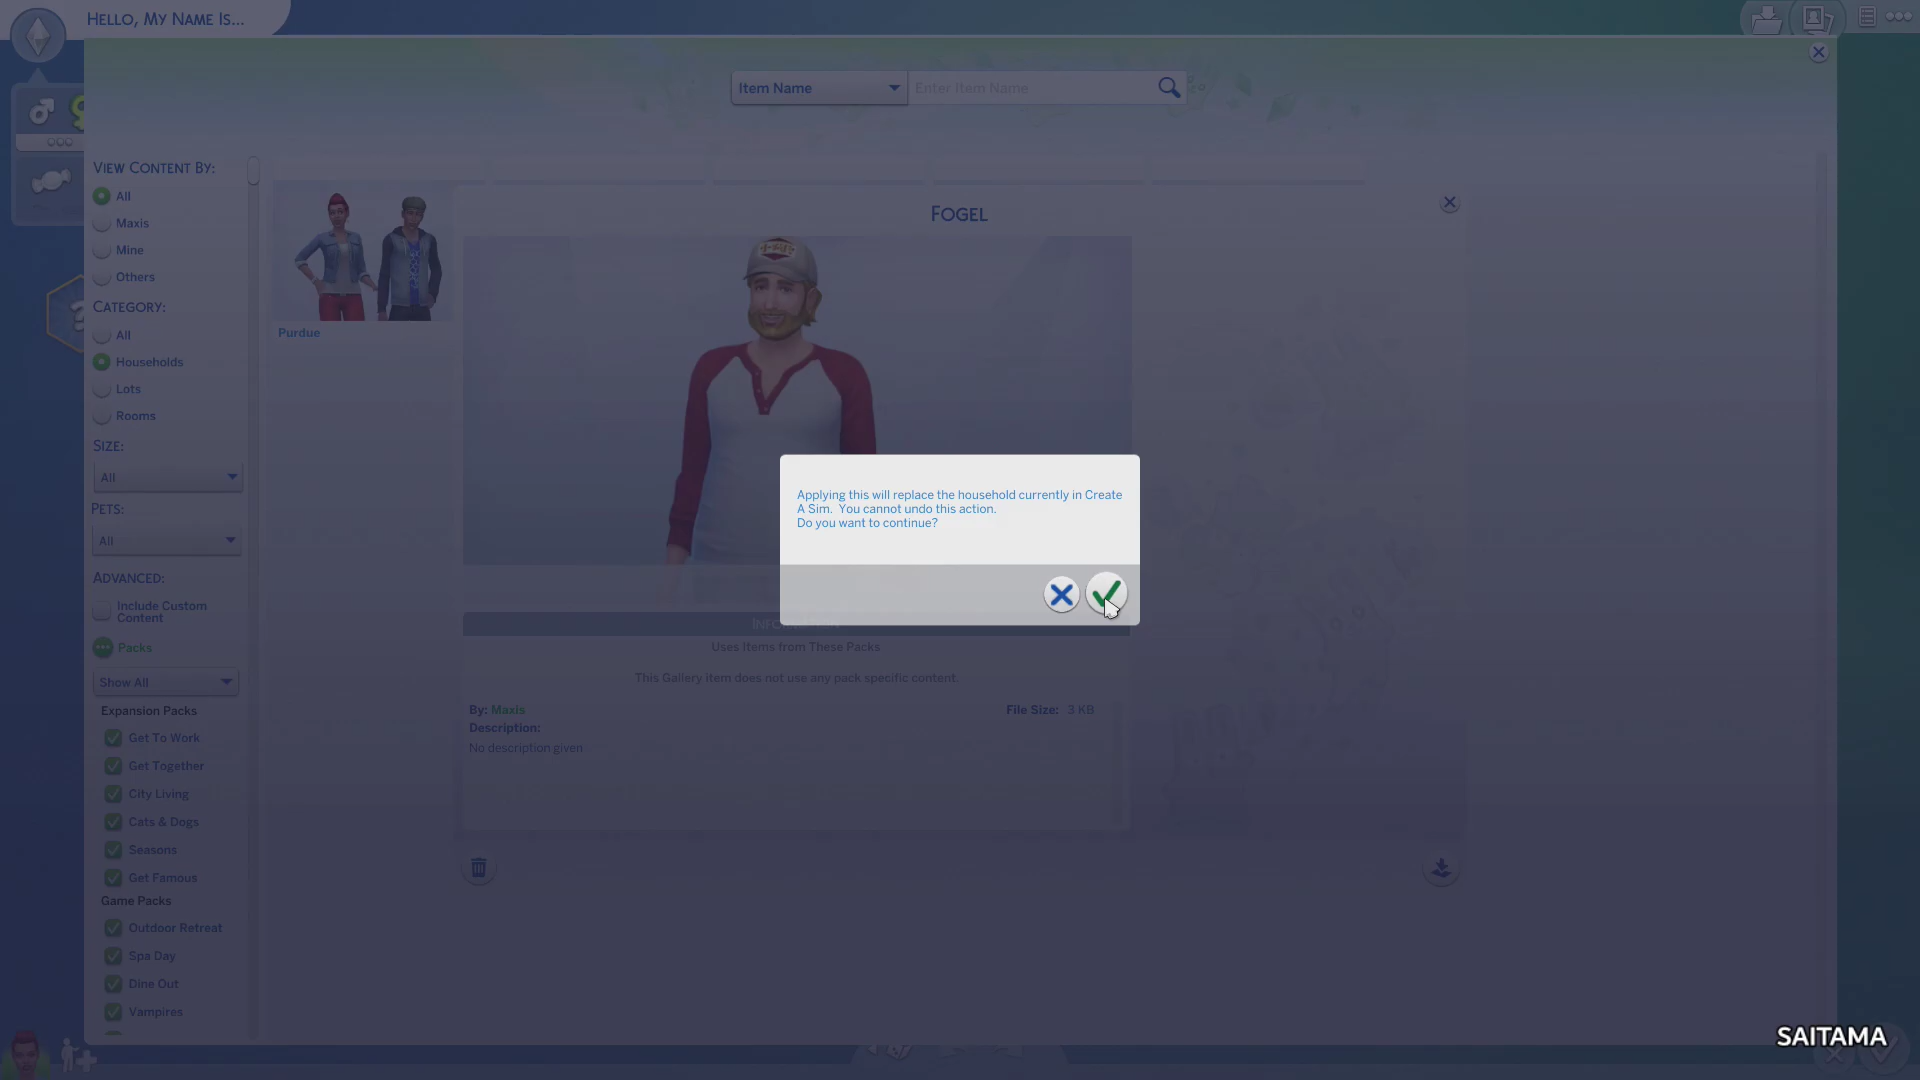 Hello, My Name Is...
Item Name
Enter Item Name
View Content By:
All
Maxis
Mine
Others
Category:
All
Households
Lots
Rooms
Size:
All
Pets:
All
Advanced:
Include Custom
Content
Packs
Show All
Expansion Packs
Get To Work
Get Together
City Living
Cats & Dogs
Seasons
Get Famous
Game Packs
Outdoor Retreat
Spa Day
Dine Out
Vampires
Purdue
Fogel
Applying this will replace the household currently in Create
A Sim. You cannot undo this action.
Do you want to continue?
Information
Uses Items from These Packs
This Gallery item does not use any pack specific content.
By: Maxis
File Size: 3 KB
Description:
No description given
SAITAMA